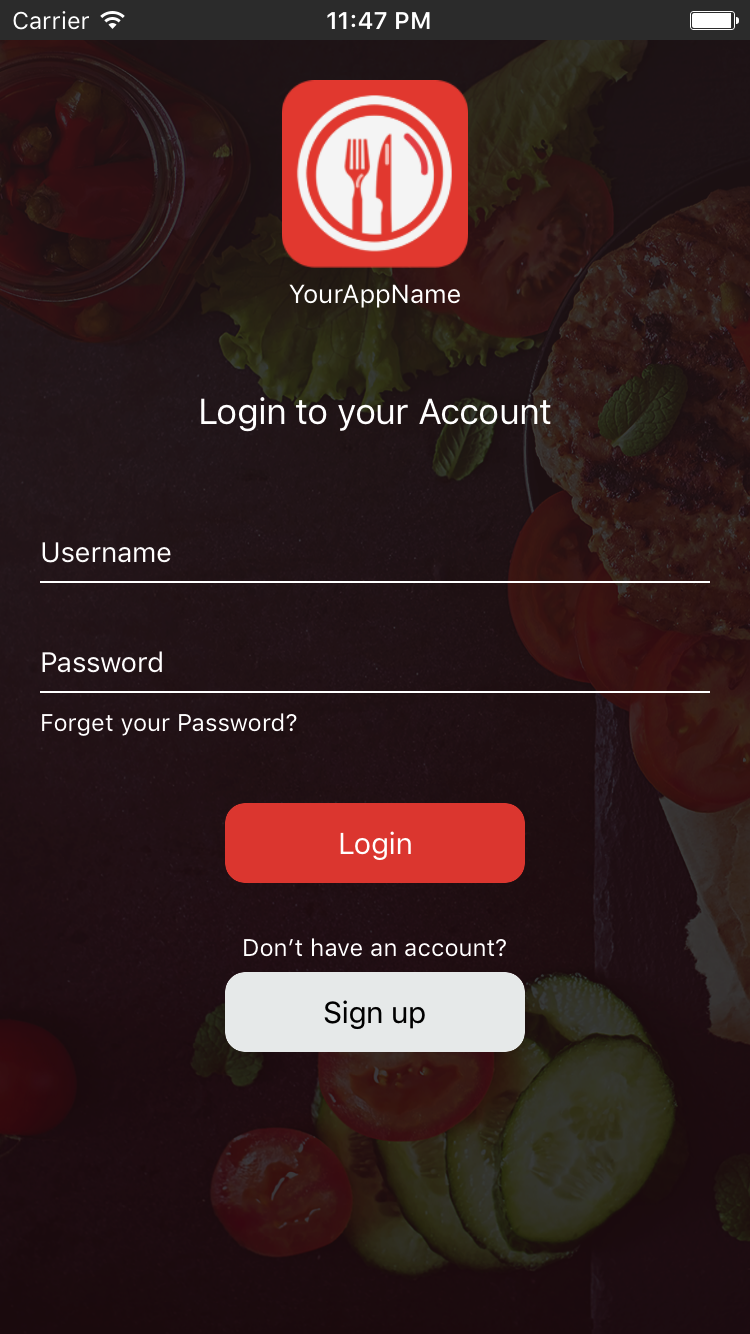 Carrier 11:47 PM
YourAppName
Login to your Account
Username
Password
Forget your Password?
Login
Don’t have an account?
Sign up